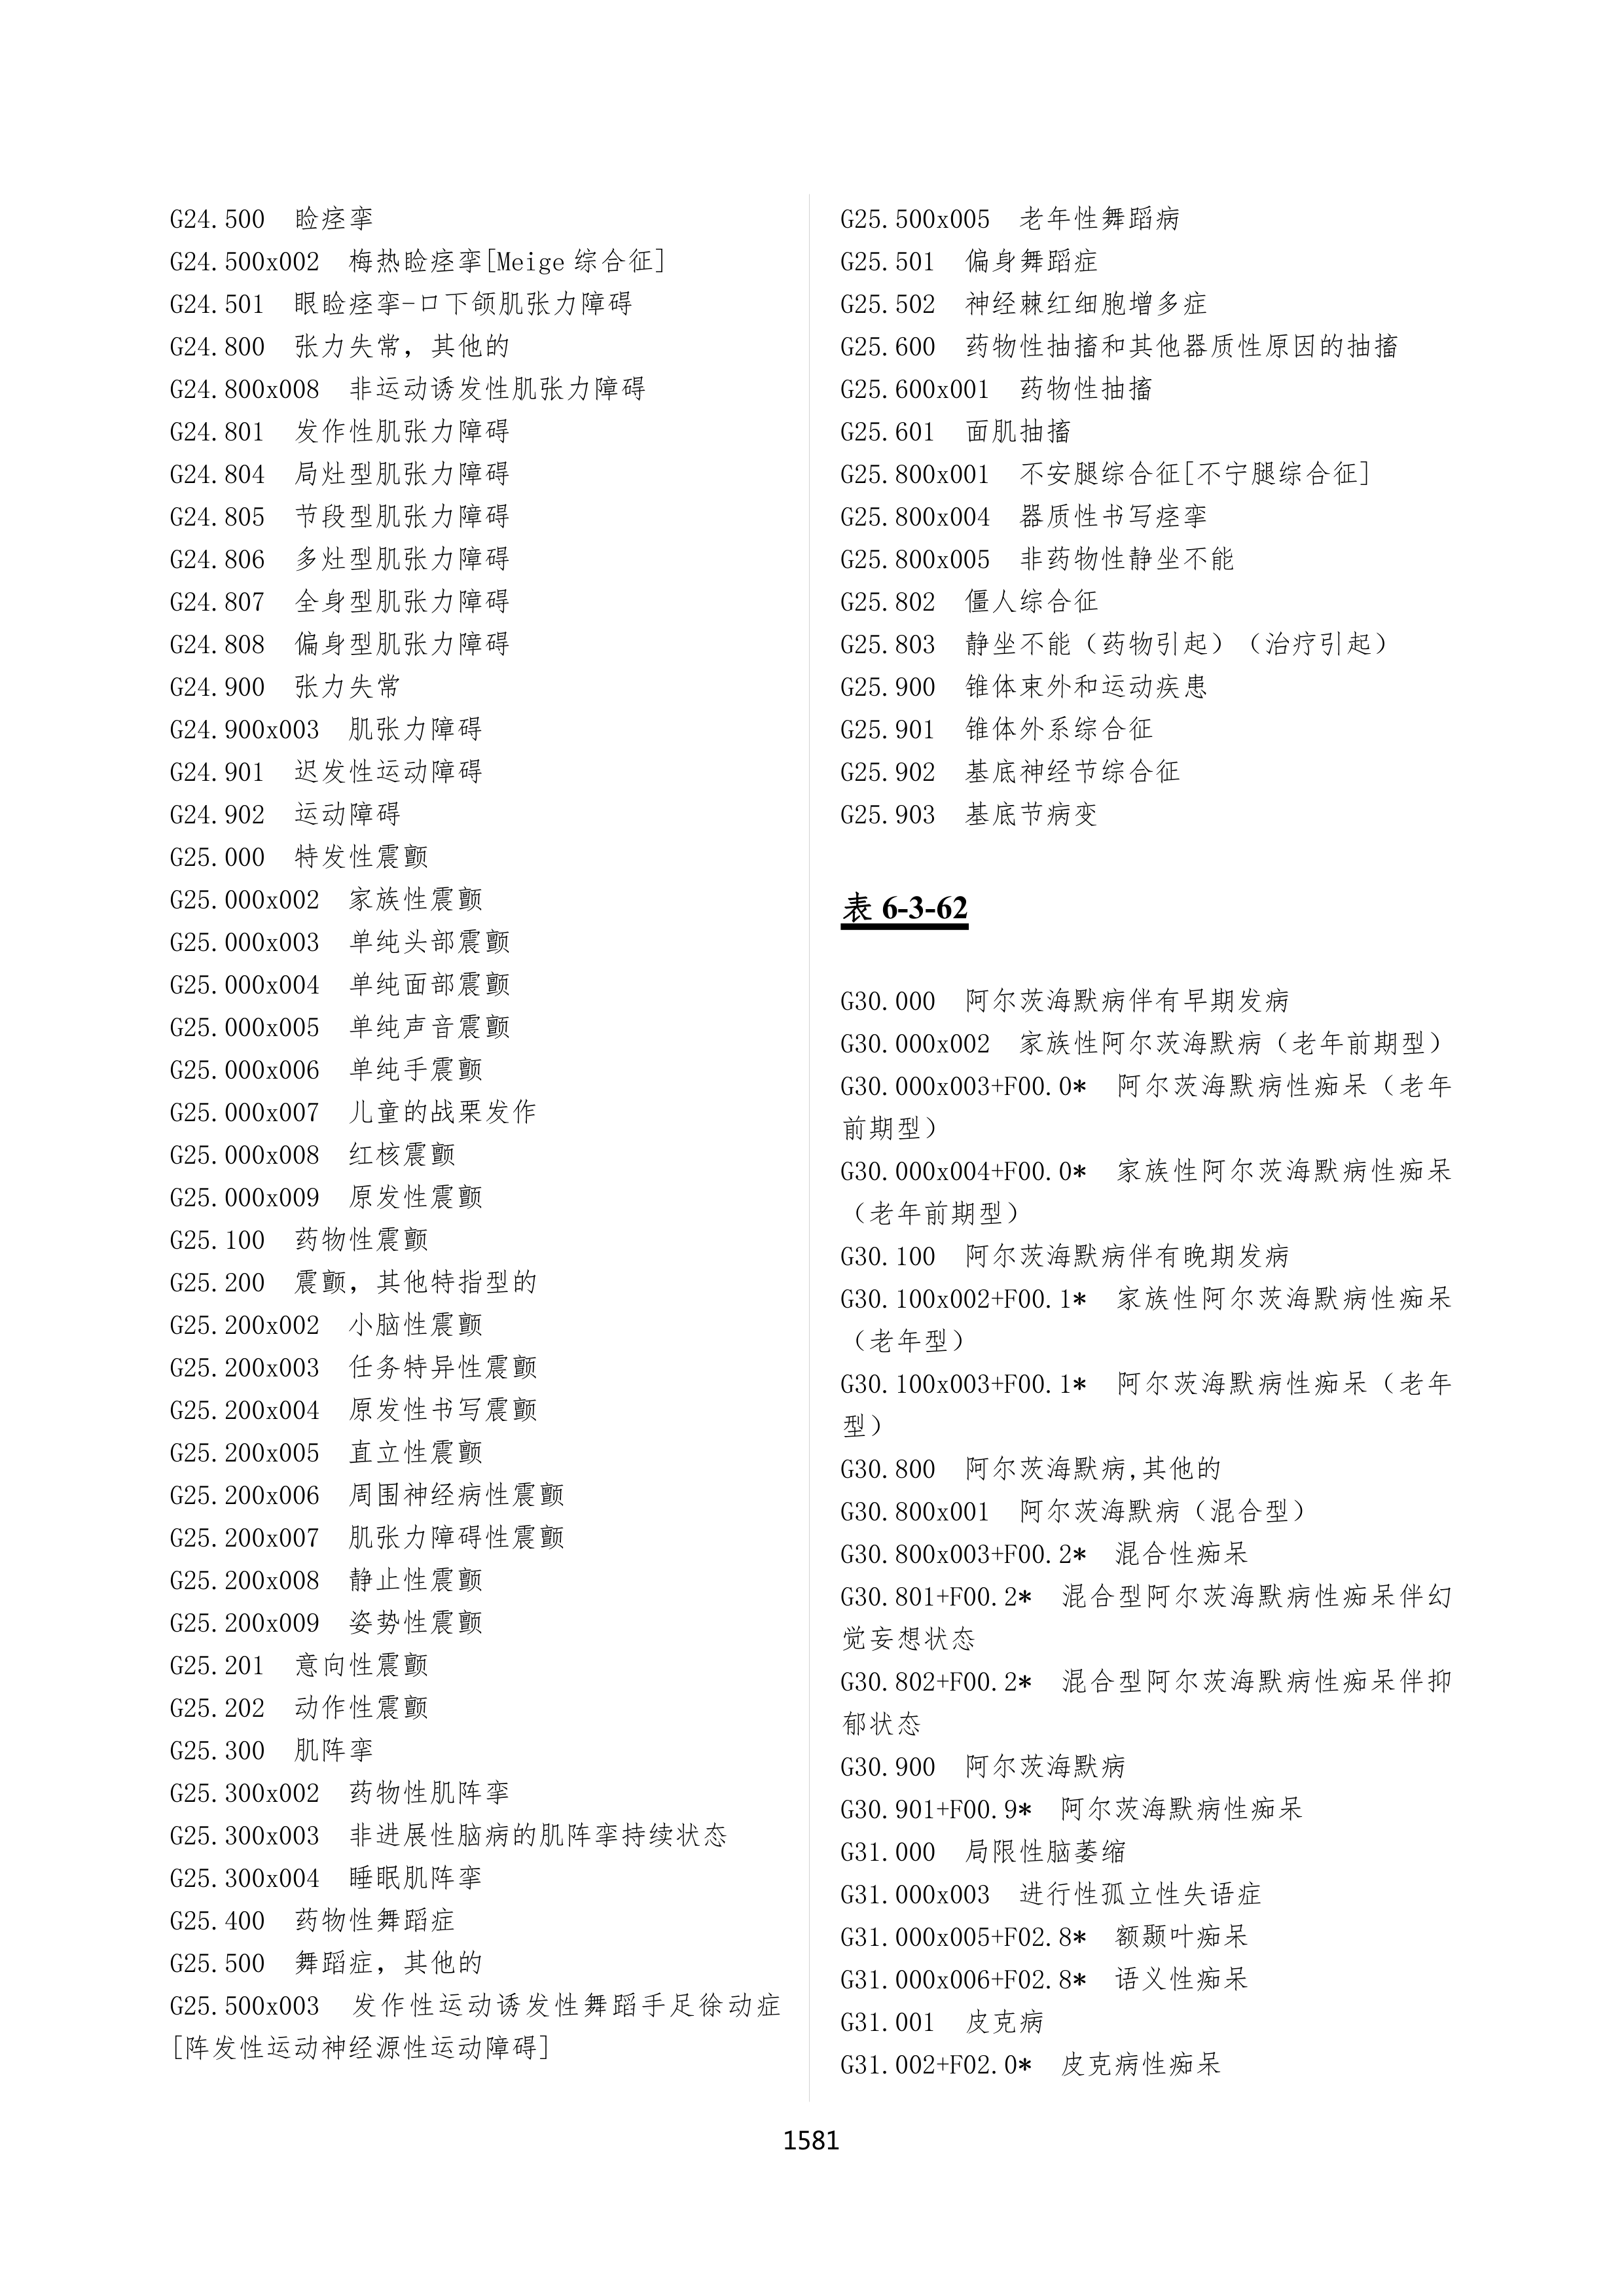 G24.500 睑痉挛
G24.500x002 梅热睑痉挛[Meige 综合征]
G24.501 眼睑痉挛-口下颌肌张力障碍
G24.800 张力失常，其他的
G24.800x008 非运动诱发性肌张力障碍
G24.801 发作性肌张力障碍
G24.804 局灶型肌张力障碍
G24.805 节段型肌张力障碍
G24.806 多灶型肌张力障碍
G24.807 全身型肌张力障碍
G24.808 偏身型肌张力障碍
G24.900 张力失常
G24.900x003 肌张力障碍
G24.901 迟发性运动障碍
G24.902 运动障碍
G25.000 特发性震颤
G25.000x002 家族性震颤
G25.000x003 单纯头部震颤
G25.000x004 单纯面部震颤
G25.000x005 单纯声音震颤
G25.000x006 单纯手震颤
G25.000x007 儿童的战栗发作
G25.000x008 红核震颤
G25.000x009 原发性震颤
G25.100 药物性震颤
G25.200 震颤，其他特指型的
G25.200x002 小脑性震颤
G25.200x003 任务特异性震颤
G25.200x004 原发性书写震颤
G25.200x005 直立性震颤
G25.200x006 周围神经病性震颤
G25.200x007 肌张力障碍性震颤
G25.200x008 静止性震颤
G25.200x009 姿势性震颤
G25.201 意向性震颤
G25.202 动作性震颤
G25.300 肌阵挛
G25.300x002 药物性肌阵挛
G25.300x003 非进展性脑病的肌阵挛持续状态
G25.300x004 睡眠肌阵挛
G25.400 药物性舞蹈症
G25.500 舞蹈症，其他的
G25.500x003 发作性运动诱发性舞蹈手足徐动症
[阵发性运动神经源性运动障碍]
G25.500x005 老年性舞蹈病
G25.501 偏身舞蹈症
G25.502 神经棘红细胞增多症
G25.600 药物性抽搐和其他器质性原因的抽搐
G25.600x001 药物性抽搐
G25.601 面肌抽搐
G25.800x001 不安腿综合征[不宁腿综合征]
G25.800x004 器质性书写痉挛
G25.800x005 非药物性静坐不能
G25.802 僵人综合征
G25.803 静坐不能（药物引起）（治疗引起）
G25.900 锥体束外和运动疾患
G25.901 锥体外系综合征
G25.902 基底神经节综合征
G25.903 基底节病变
表 6-3-62
G30.000 阿尔茨海默病伴有早期发病
G30.000x002 家族性阿尔茨海默病（老年前期型）
G30.000x003+F00.0* 阿尔茨海默病性痴呆（老年
前期型）
G30.000x004+F00.0* 家族性阿尔茨海默病性痴呆
（老年前期型）
G30.100 阿尔茨海默病伴有晚期发病
G30.100x002+F00.1* 家族性阿尔茨海默病性痴呆
（老年型）
G30.100x003+F00.1* 阿尔茨海默病性痴呆（老年
型）
G30.800 阿尔茨海默病,其他的
G30.800x001 阿尔茨海默病（混合型）
G30.800x003+F00.2* 混合性痴呆
G30.801+F00.2* 混合型阿尔茨海默病性痴呆伴幻
觉妄想状态
G30.802+F00.2* 混合型阿尔茨海默病性痴呆伴抑
郁状态
G30.900 阿尔茨海默病
G30.901+F00.9* 阿尔茨海默病性痴呆
G31.000 局限性脑萎缩
G31.000x003 进行性孤立性失语症
G31.000x005+F02.8* 额颞叶痴呆
G31.000x006+F02.8* 语义性痴呆
G31.001 皮克病
G31.002+F02.0* 皮克病性痴呆
1581